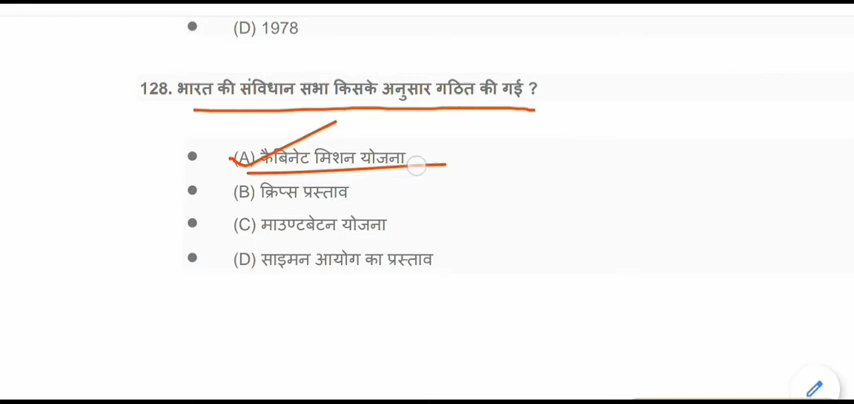 (D) 1978
128. भारत की संविधान सभा किसके अनुसार गठित की गई ?
(A) कैबिनेट मिशन योजना
(B) क्रिप्स प्रस्ताव
(C) माउण्टबेटन योजना
(D) साइमन आयोग का प्रस्ताव